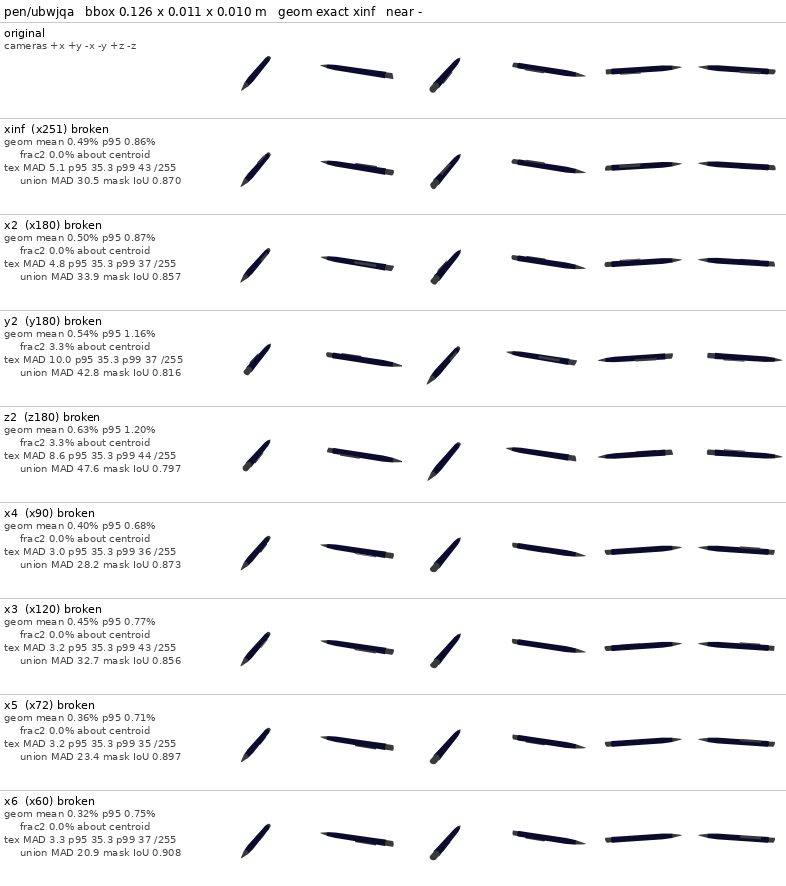 pen/ubwjqa bbox 0.126 x 0.011 x 0.010 m geom exact xinf near -
original
cameras +x +y -x -y +z -z
xinf (x251) broken
geom mean 0.49% p95 0.86%
frac2 0.0% about centroid
tex MAD 5.1 p95 35.3 p99 43 /255
union MAD 30.5 mask IoU 0.870
x2 (x180) broken
geom mean 0.50% p95 0.87%
frac2 0.0% about centroid
tex MAD 4.8 p95 35.3 p99 37 /255
union MAD 33.9 mask IoU 0.857
y2 (y180) broken
geom mean 0.54% p95 1.16%
frac2 3.3% about centroid
tex MAD 10.0 p95 35.3 p99 37 /255
union MAD 42.8 mask IoU 0.816
z2 (z180) broken
geom mean 0.63% p95 1.20%
frac2 3.3% about centroid
tex MAD 8.6 p95 35.3 p99 44 /255
union MAD 47.6 mask IoU 0.797
x4 (x90) broken
geom mean 0.40% p95 0.68%
frac2 0.0% about centroid
tex MAD 3.0 p95 35.3 p99 36 /255
union MAD 28.2 mask IoU 0.873
x3 (x120) broken
geom mean 0.45% p95 0.77%
frac2 0.0% about centroid
tex MAD 3.2 p95 35.3 p99 43 /255
union MAD 32.7 mask IoU 0.856
x5 (x72) broken
geom mean 0.36% p95 0.71%
frac2 0.0% about centroid
tex MAD 3.2 p95 35.3 p99 35 /255
union MAD 23.4 mask IoU 0.897
x6 (x60) broken
geom mean 0.32% p95 0.75%
frac2 0.0% about centroid
tex MAD 3.3 p95 35.3 p99 37 /255
union MAD 20.9 mask IoU 0.908